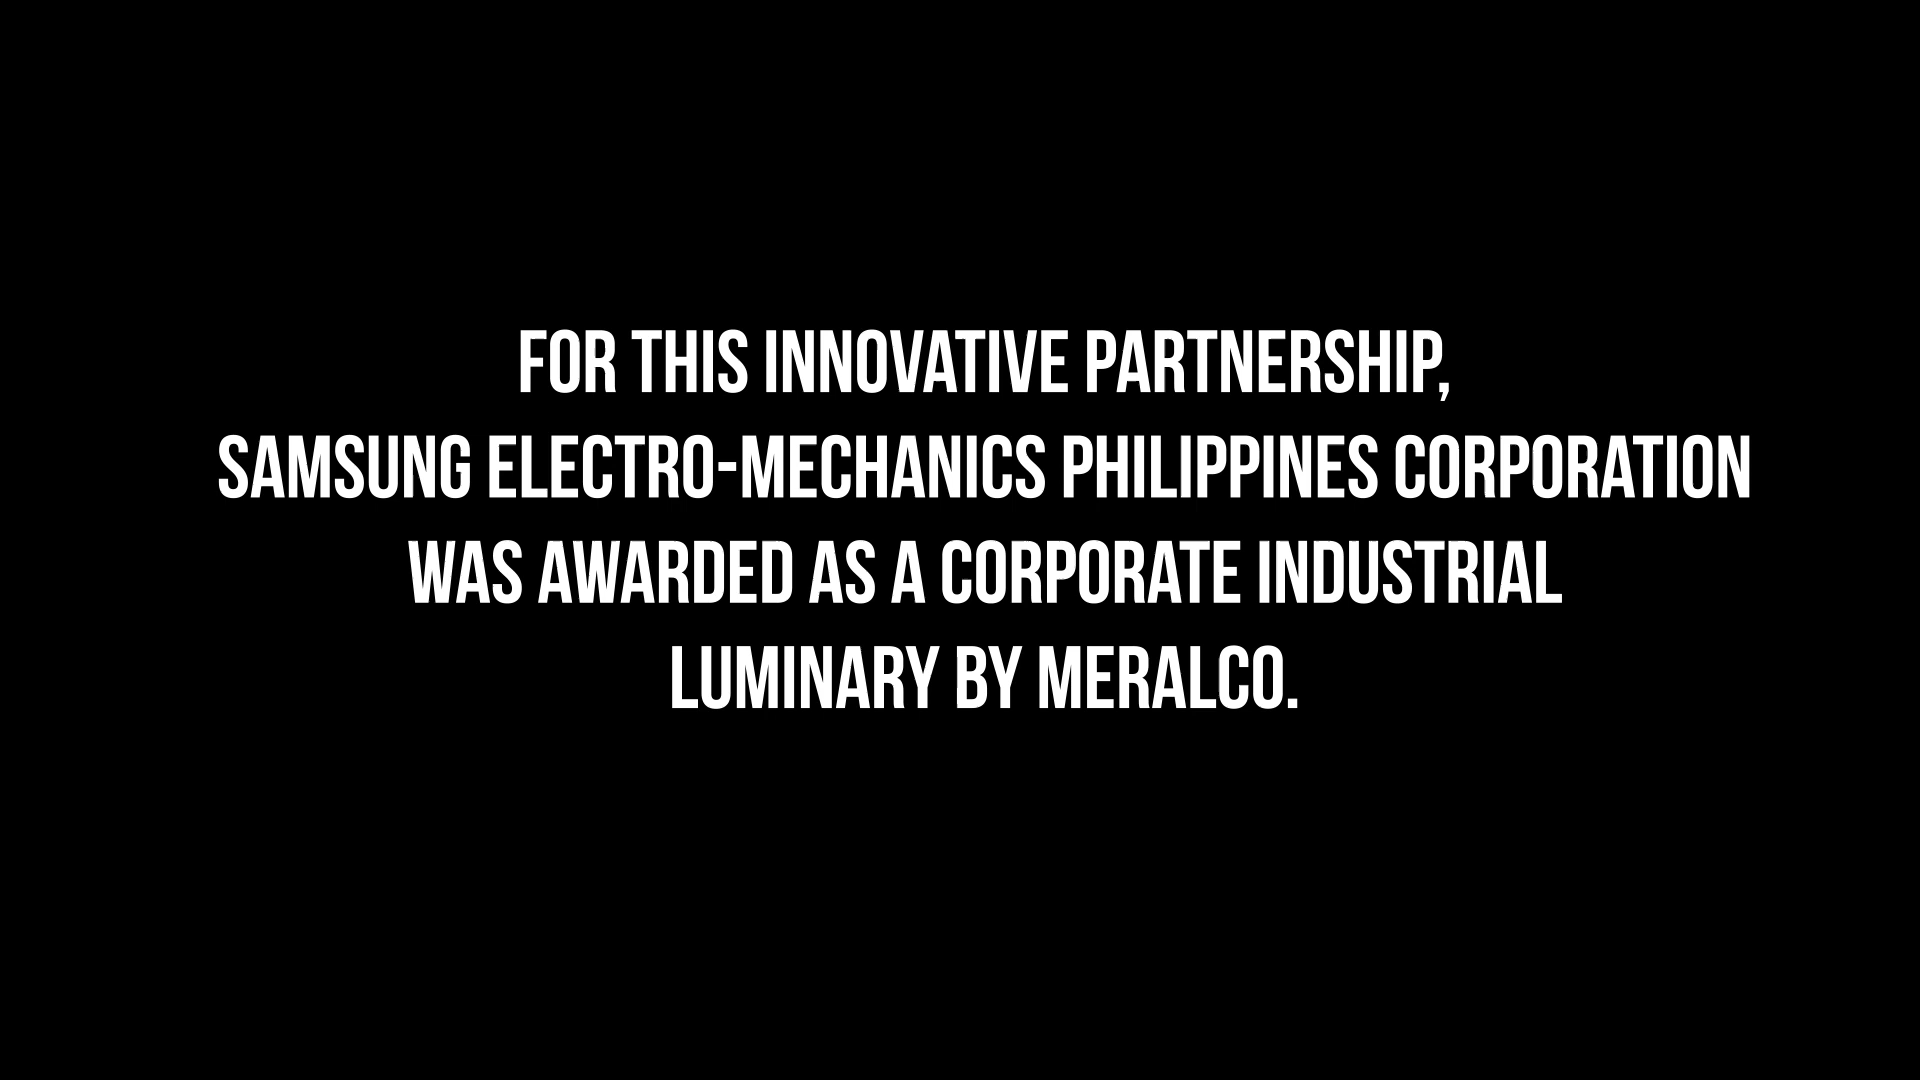 FOR THIS INNOVATIVE PARTNERSHIP,
SAMSUNG ELECTRO-MECHANICS PHILIPPINES CORPORATION
WAS AWARDED AS A CORPORATE INDUSTRIAL
LUMINARY BY MERALCO.